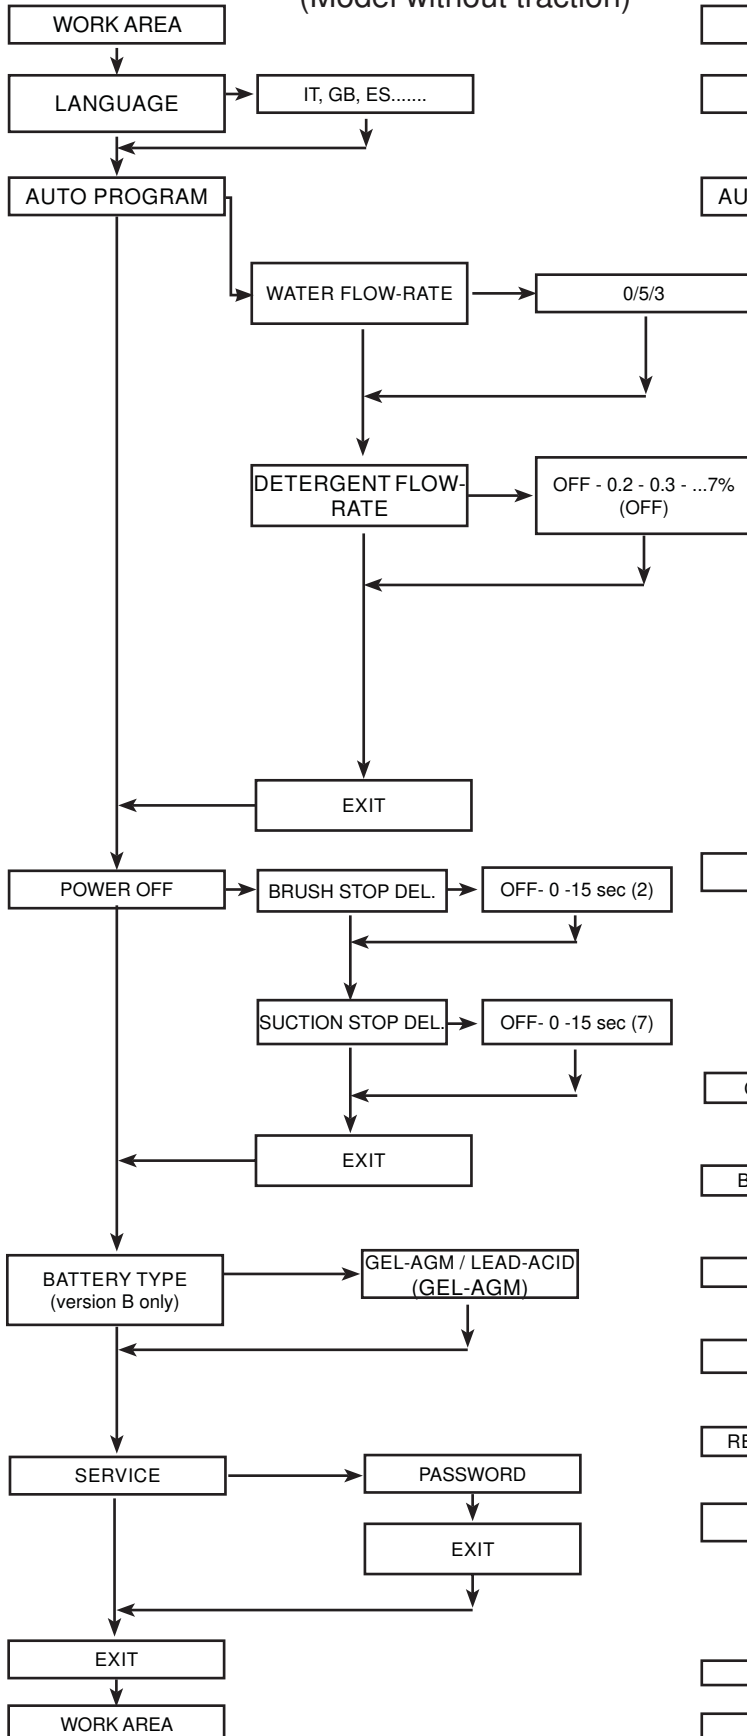 (Model without traction)
WORK AREA
LANGUAGE
IT, GB, ES.......
AUTO PROGRAM
WATER FLOW-RATE
0/5/3
DETERGENT FLOW-
RATE
OFF - 0.2 - 0.3 - ...7%
(OFF)
EXIT
POWER OFF
BRUSH STOP DEL.
OFF- 0 -15 sec (2)
SUCTION STOP DEL.
OFF- 0 -15 sec (7)
EXIT
BATTERY TYPE
(version B only)
GEL-AGM / LEAD-ACID
(GEL-AGM)
SERVICE
PASSWORD
EXIT
EXIT
WORK AREA
AU
B
RE